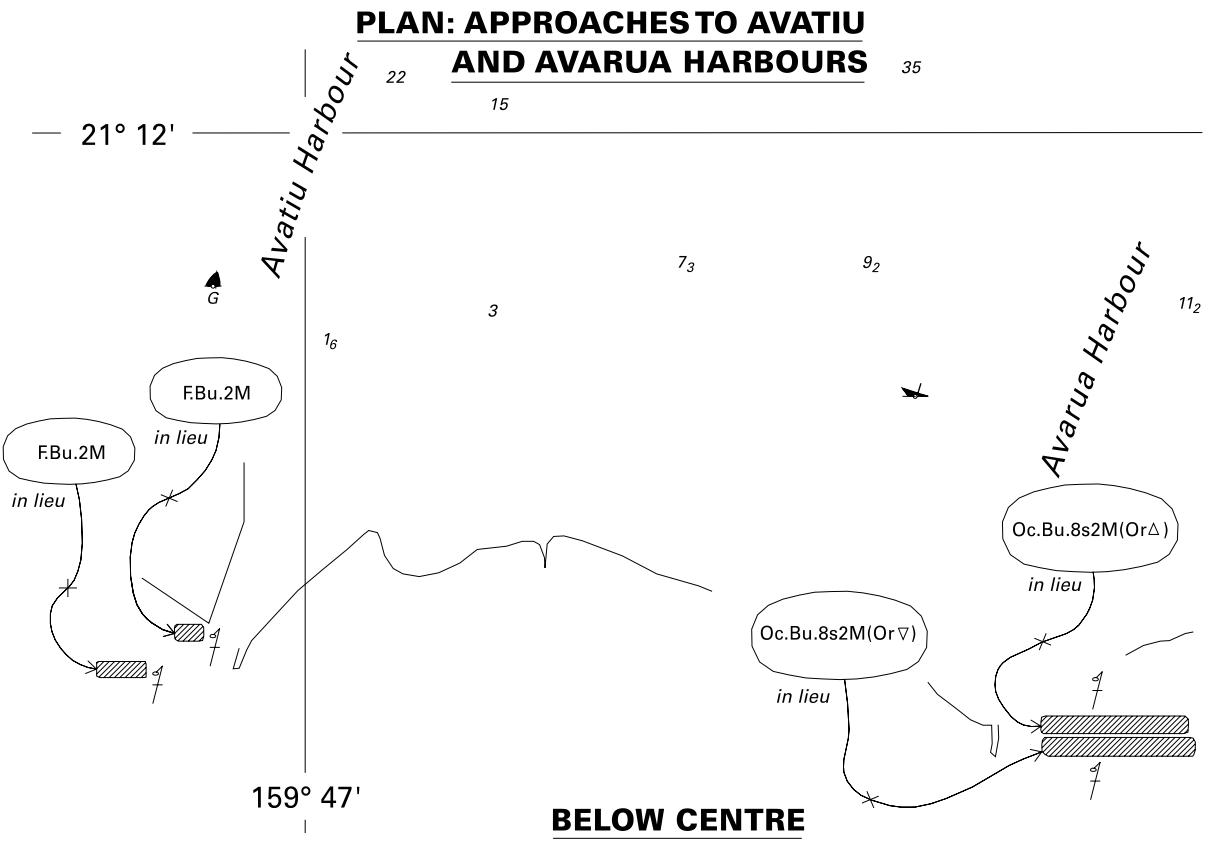 PLAN: APPROACHES TO AVATIU
AND AVARUA HARBOURS
22
35
15
21° 12'
Avatiu Harbour
7₃
9₂
G
3
11₂
1₆
Avarua Harbour
F.Bu.2M
in lieu
F.Bu.2M
in lieu
Oc.Bu.8s2M(Or△)
in lieu
Oc.Bu.8s2M(Or▽)
in lieu
159° 47'
BELOW CENTRE